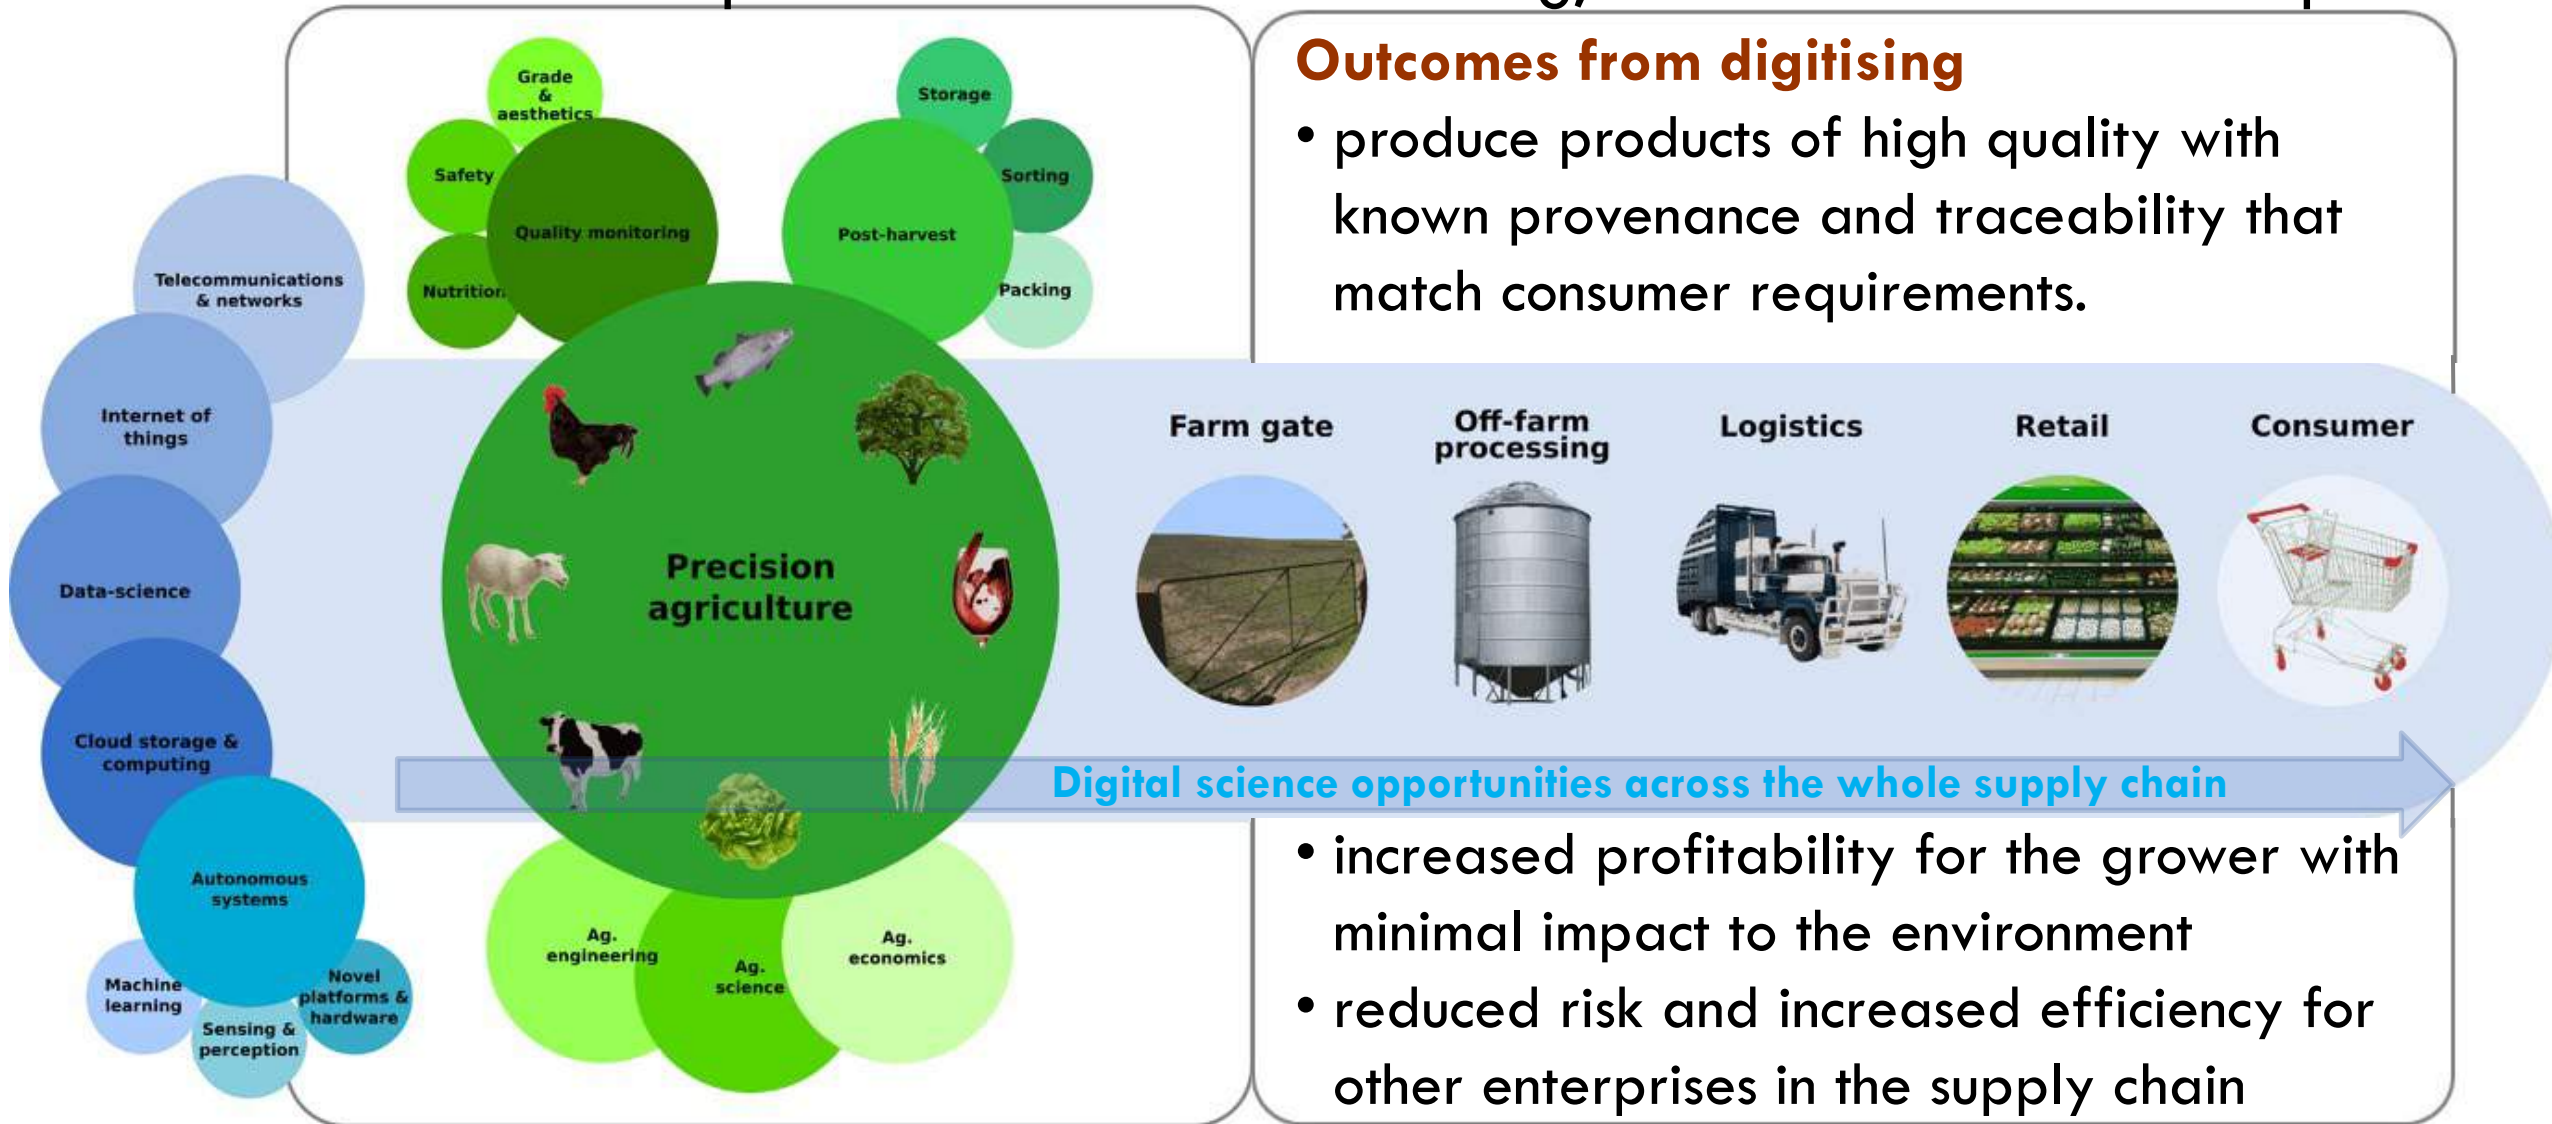 Outcomes from digitising
• produce products of high quality with
known provenance and traceability that
match consumer requirements.
Grade
&
aesthetics
Safety
Nutrition
Quality monitoring
Storage
Sorting
Packing
Post-harvest
Telecommunications
& networks
Internet of
things
Data-science
Cloud storage &
computing
Autonomous
systems
Machine
learning
Sensing &
perception
Novel
platforms &
hardware
Precision
agriculture
Farm gate
Off-farm
processing
Logistics
Retail
Consumer
Digital science opportunities across the whole supply chain
Ag.
engineering
Ag.
science
Ag.
economics
• increased profitability for the grower with
minimal impact to the environment
• reduced risk and increased efficiency for
other enterprises in the supply chain